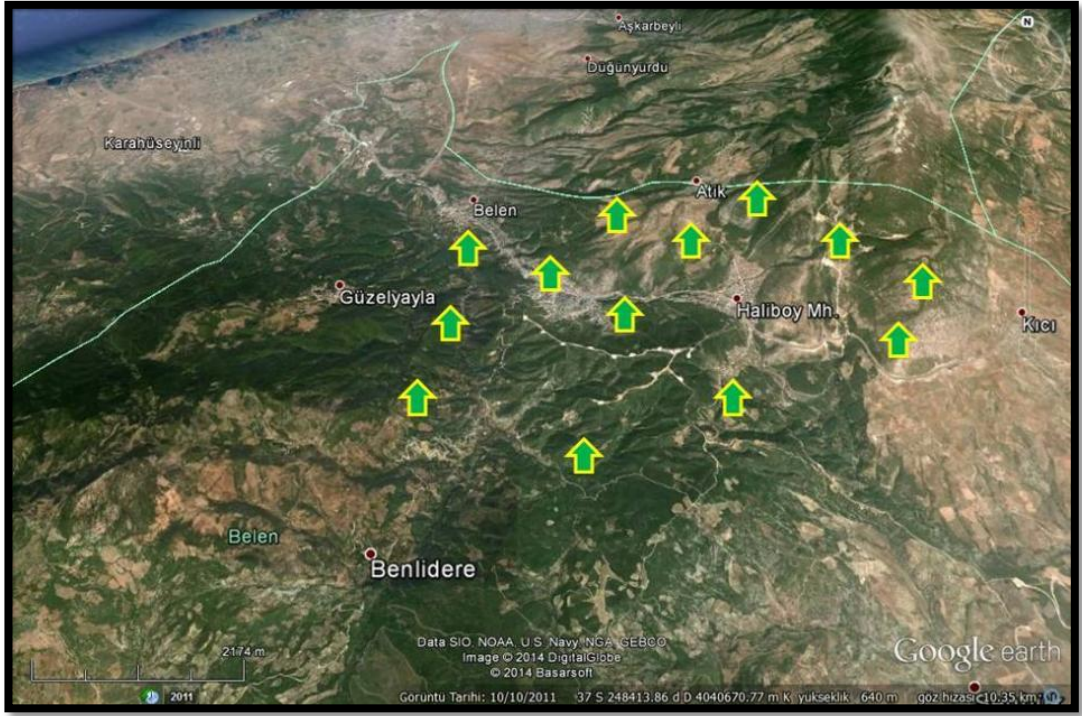 Aşkarbeyli
N
Düğünyurdu
Karahüseyinli
Atik
Belen
Güzelyayla
Haliboy Mh.
Kıcı
Belen
Benlidere
Data SIO, NOAA, U.S. Navy, NGA, GEBCO
Image © 2014 DigitalGlobe
© 2014 Basarsoft
Google earth
2174 m
2011
Görüntü Tarihi: 10/10/2011 37 S 248413.86 d D 4040670.77 m K yükseklik 640 m göz hizası 10.35 km